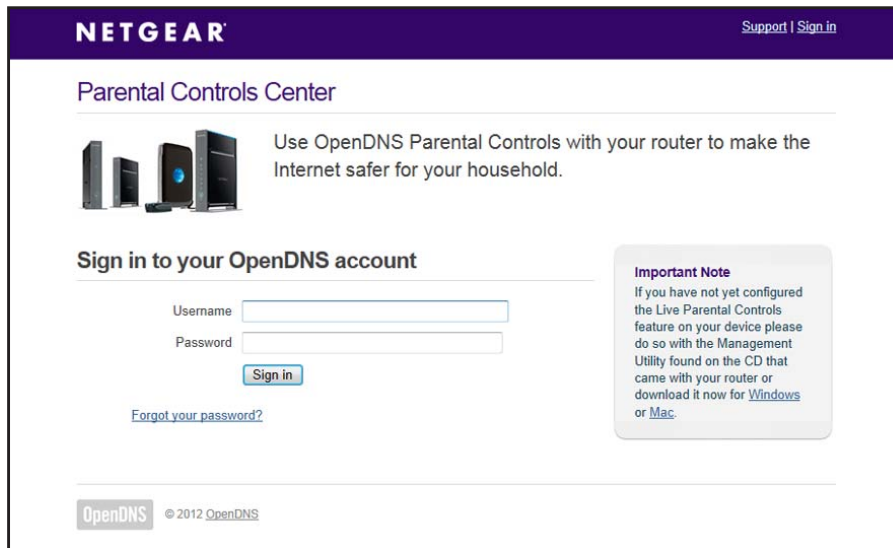 NETGEAR
Support | Sign in
Parental Controls Center
Use OpenDNS Parental Controls with your router to make the
Internet safer for your household.
Sign in to your OpenDNS account
Username
Password
Sign in
Forgot your password?
Important Note
If you have not yet configured
the Live Parental Controls
feature on your device please
do so with the Management
Utility found on the CD that
came with your router or
download it now for Windows
or Mac.
OpenDNS
© 2012 OpenDNS